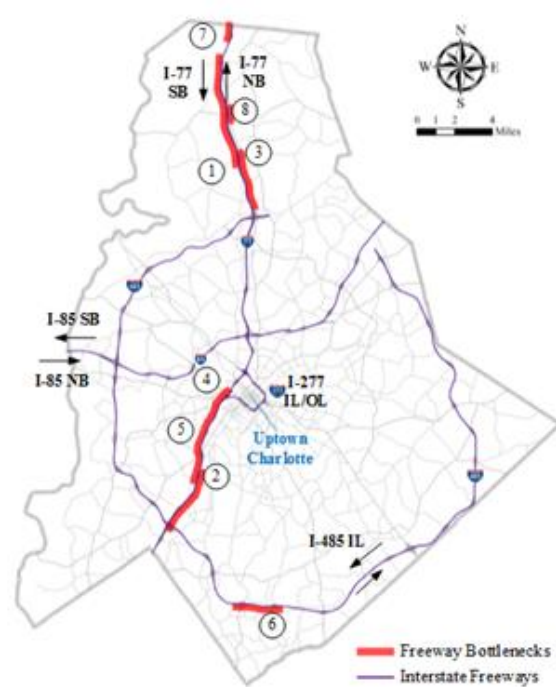 7
I-77
SB
I-77
NB
N
W E
S
0 1 2 4
Miles
8
3
1
I-85 SB
I-85 NB
4
I-277
IL/OL
5
Uptown
Charlotte
2
I-485 IL
6
Freeway Bottlenecks
Interstate Freeways